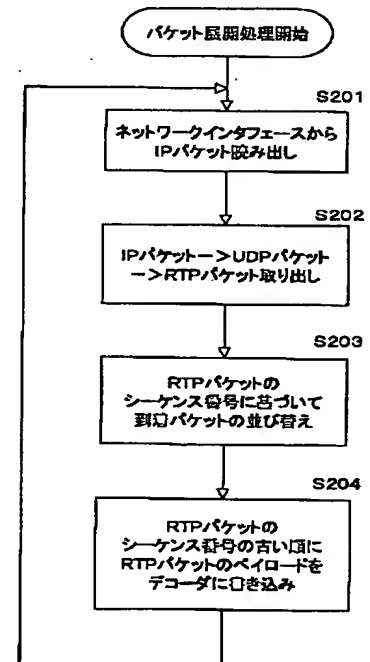 パケット展開処理開始
S201
ネットワークインタフェースから
IPパケット読み出し
S202
IPパケットー>UDPパケット
ー>RTPパケット取り出し
S203
RTPパケットの
シーケンス番号に基づいて
到着パケットの並び替え
S204
RTPパケットの
シーケンス番号の古い順に
RTPパケットのペイロードを
デコーダに書き込み